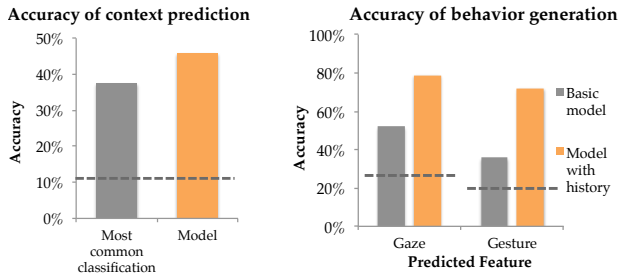 Accuracy of context prediction
50%
40%
30%
20%
10%
0%
Accuracy
Most
common
classification
Model
Accuracy of behavior generation
100%
80%
60%
40%
20%
0%
Accuracy
Gaze
Gesture
Predicted Feature
Basic
model
Model
with
history